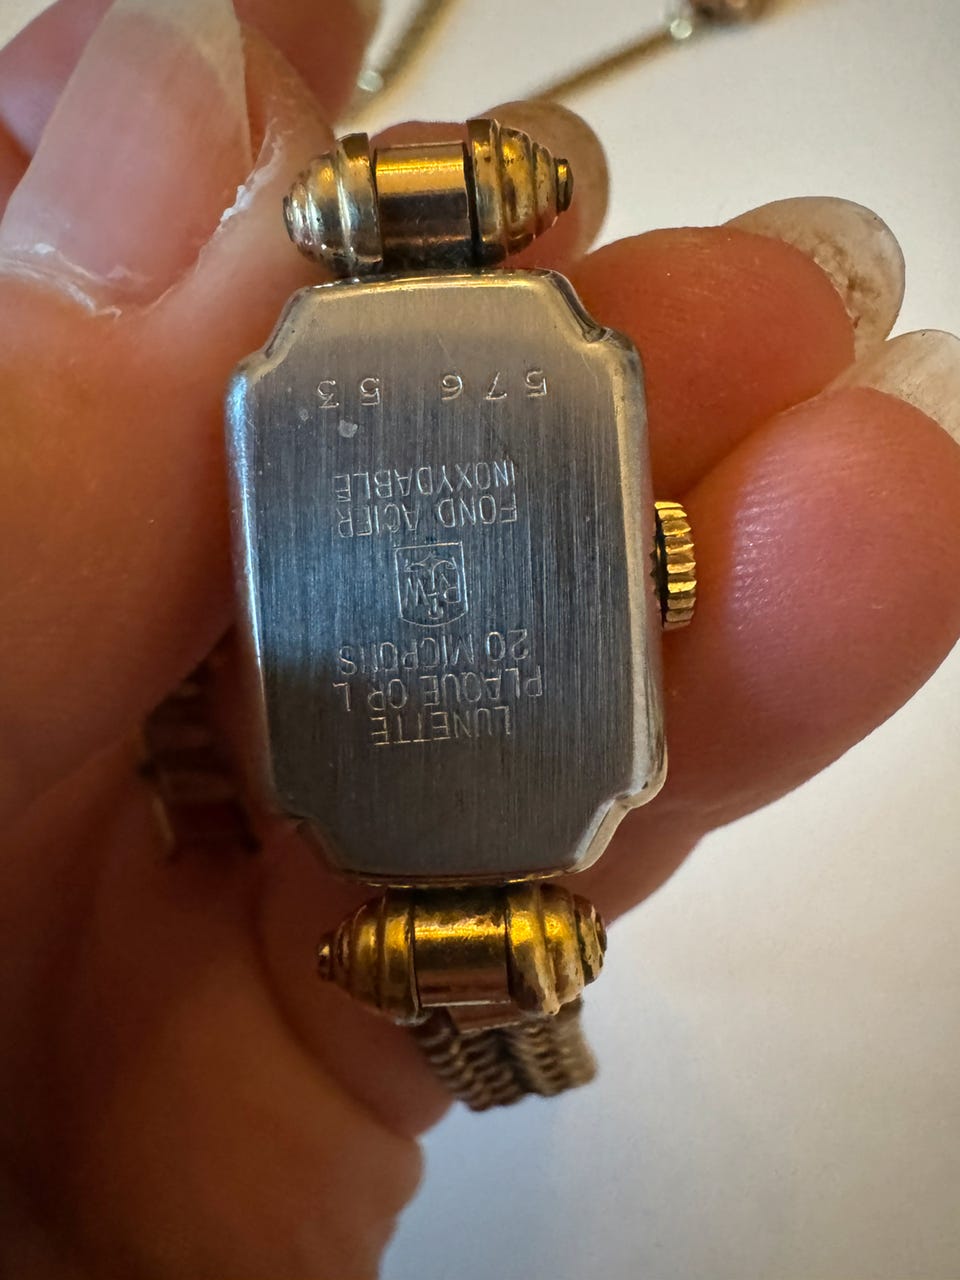 LUNETTE
PLAQUE OR L
20 MICRONS
FOND ACIER
INOXYDABLE
576 53